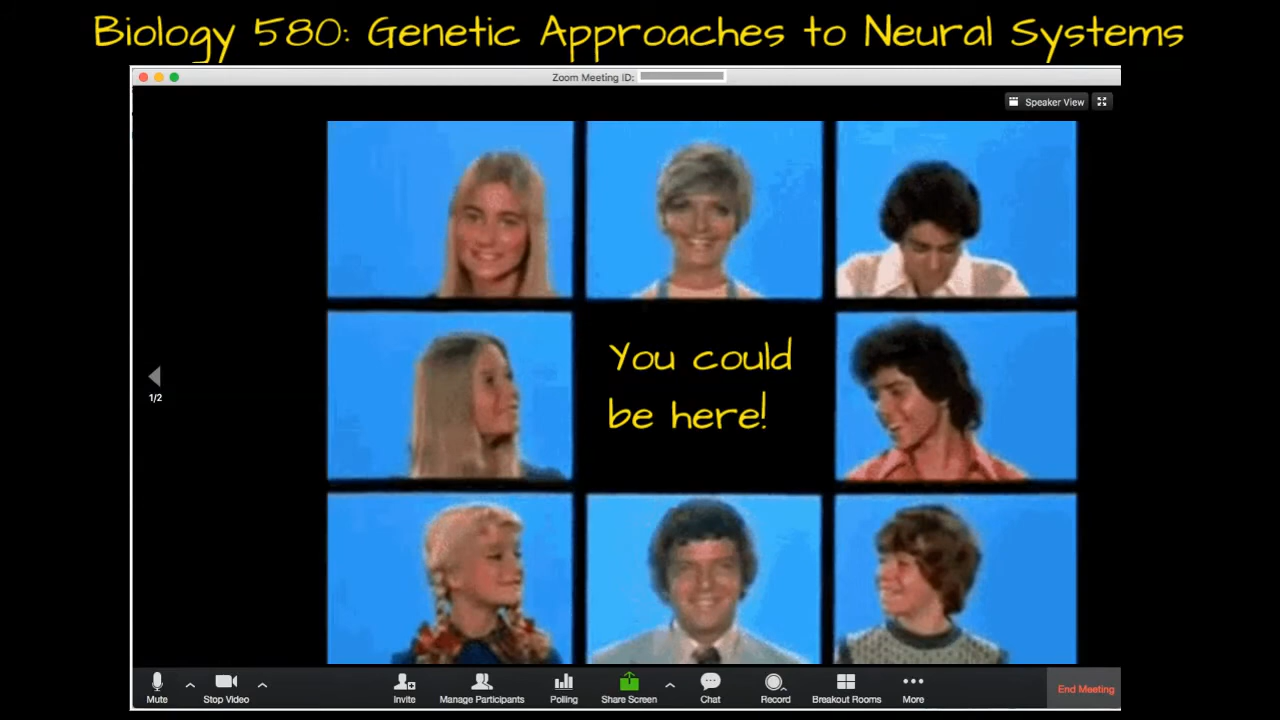 Biology 580: Genetic Approaches to Neural Systems
Zoom Meeting ID:
Speaker View
You could
be here!
1/2
Mute
Stop Video
Invite
Manage Participants
Polling
Share Screen
Chat
Record
Breakout Rooms
More
End Meeting